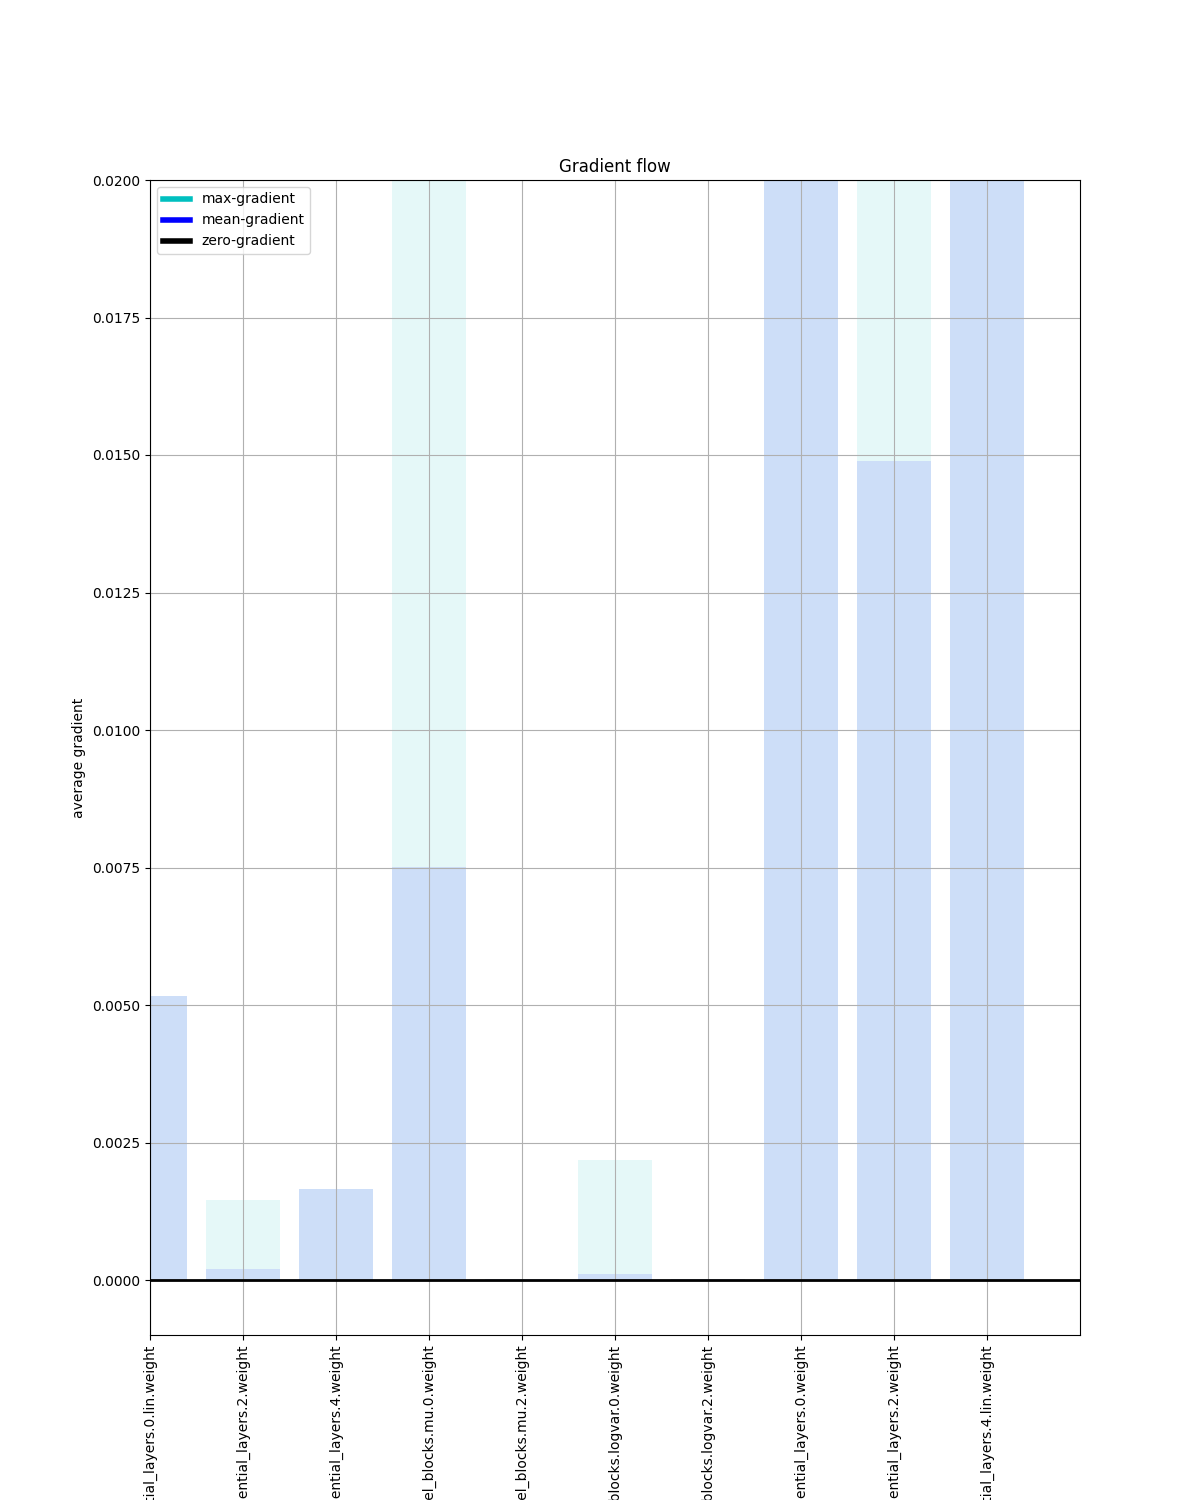 Gradient flow
max-gradient
mean-gradient
zero-gradient
0.0200
0.0175
0.0150
0.0125
0.0100
0.0075
0.0050
0.0025
0.0000
average gradient
tial_layers.0.lin.weight
ential_layers.2.weight
ential_layers.4.weight
el_blocks.mu.0.weight
el_blocks.mu.2.weight
blocks.logvar.0.weight
blocks.logvar.2.weight
ential_layers.0.weight
ential_layers.2.weight
tial_layers.4.lin.weight